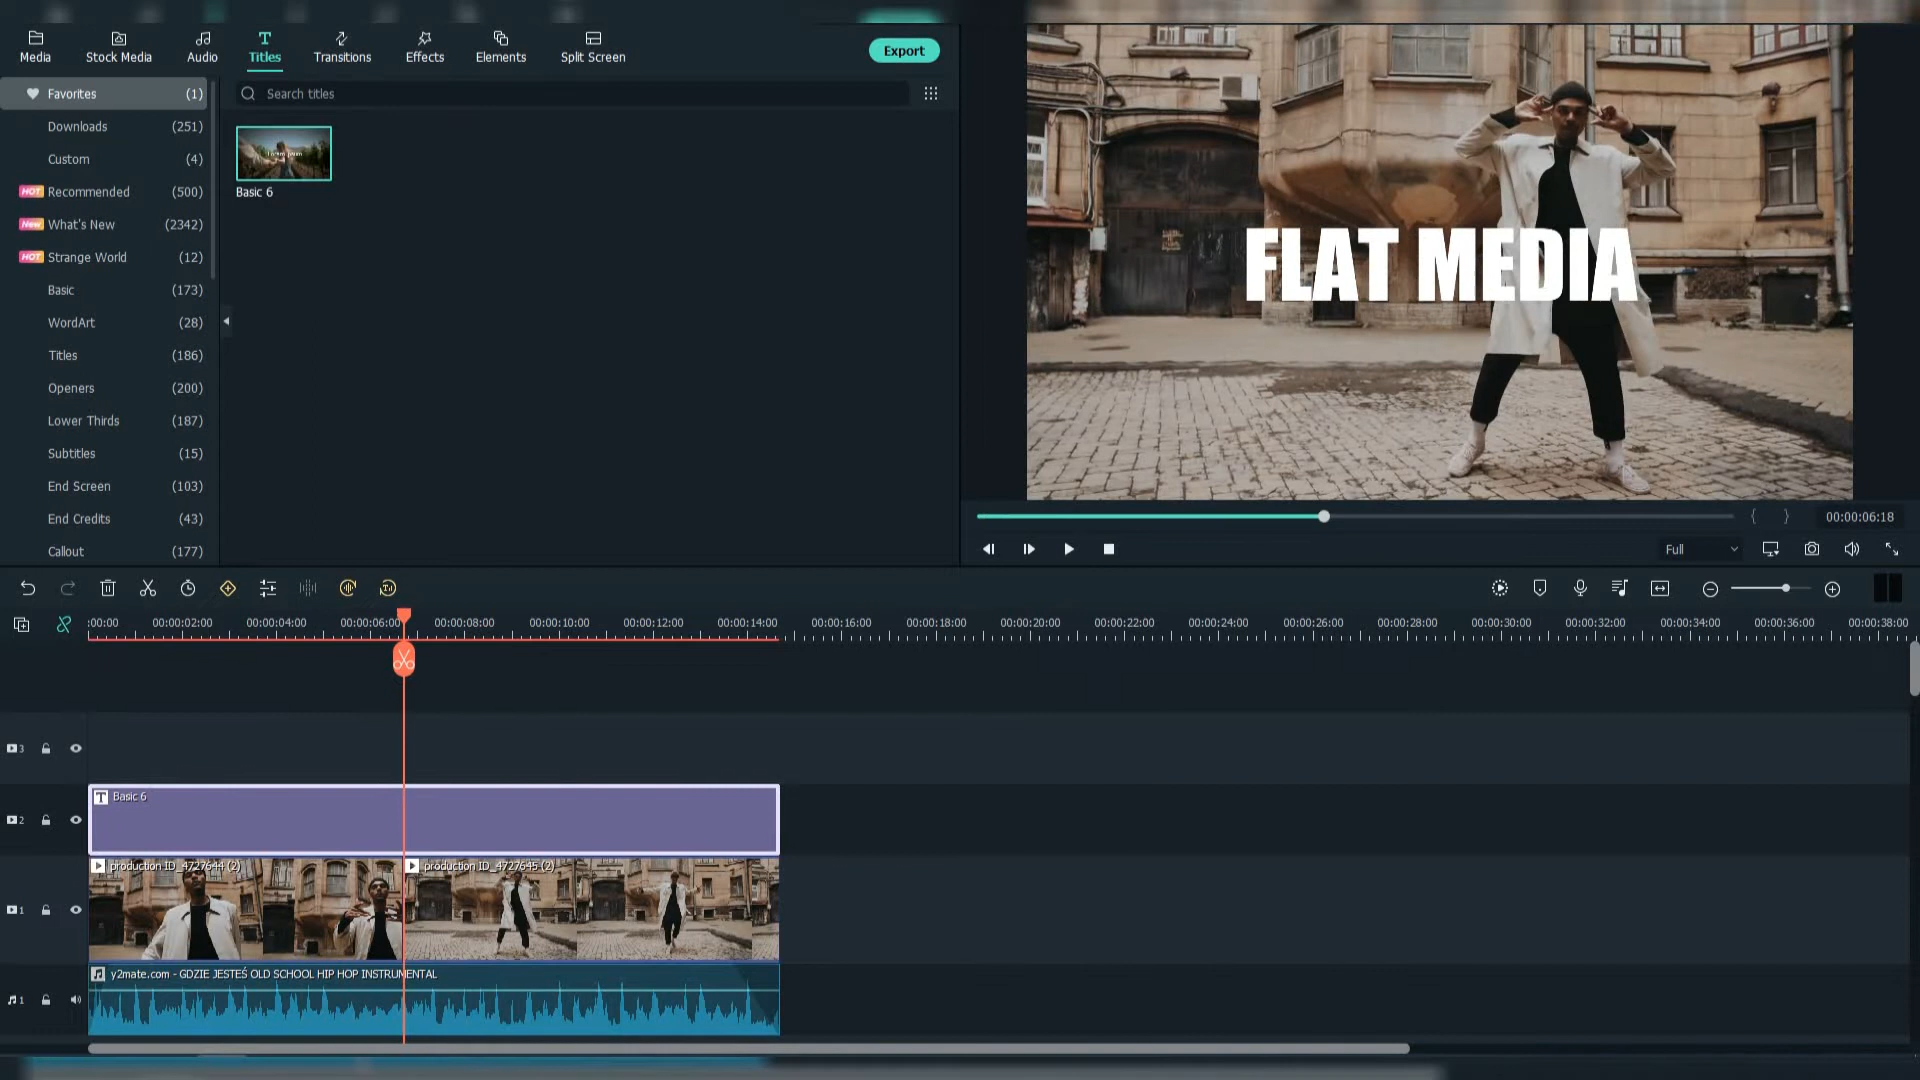 Media
Stock Media
Audio
Titles
Transitions
Effects
Elements
Split Screen
Export
Favorites (1)
Downloads (251)
Custom (4)
HOT Recommended (500)
New What's New (2342)
HOT Strange World (12)
Basic (173)
WordArt (28)
Titles (186)
Openers (200)
Lower Thirds (187)
Subtitles (15)
End Screen (103)
End Credits (43)
Callout (177)
Search titles
Lorem Ipsum
Basic 6
FLAT MEDIA
{ } 00:00:06:18
Full
:00:00 00:00:02:00 00:00:04:00 00:00:06:00 00:00:08:00 00:00:10:00 00:00:12:00 00:00:14:00 00:00:16:00 00:00:18:00 00:00:20:00 00:00:22:00 00:00:24:00 00:00:26:00 00:00:28:00 00:00:30:00 00:00:32:00 00:00:34:00 00:00:36:00 00:00:38:00
3
2
T Basic 6
1
production ID_4727644 (2)
production ID_4727645 (2)
1
y2mate.com - GDZIE JESTEŚ OLD SCHOOL HIP HOP INSTRUMENTAL